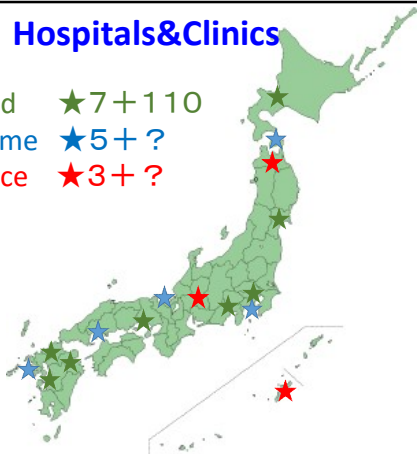 Hospitals&Clinics
d ★７＋１１０
me ★５＋？
ce ★３＋？